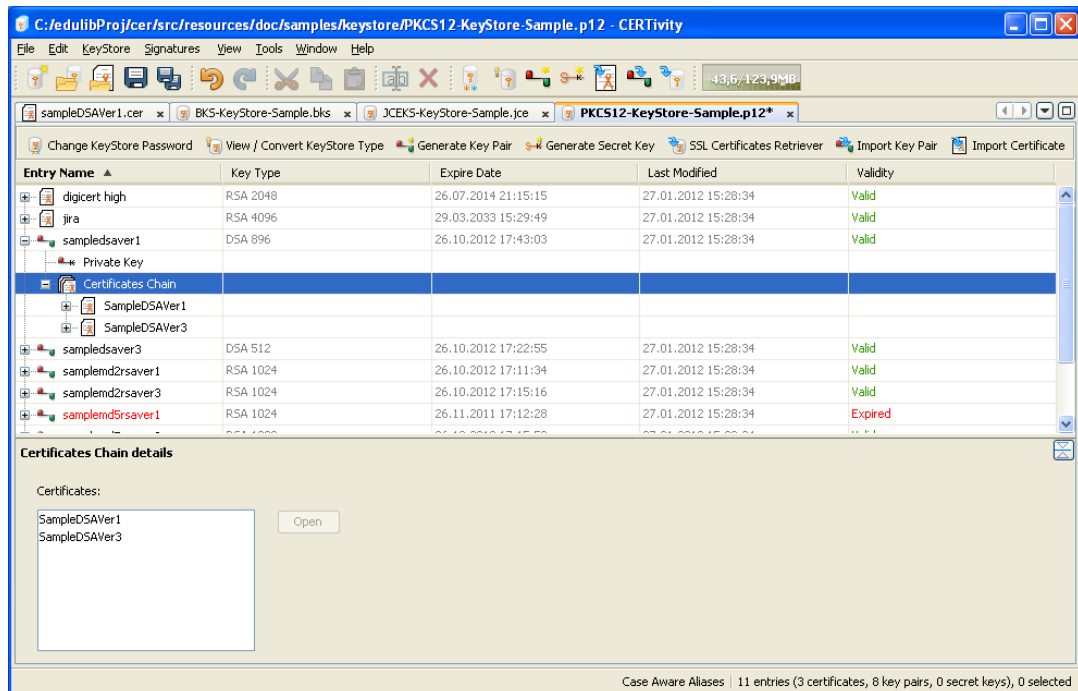 C:/edulibProj/cer/src/resources/doc/samples/keystore/PKCS12-KeyStore-Sample.p12 - CERTivity
File Edit KeyStore Signatures View Tools Window Help
43,6/123,9MB
sampleDSAVer1.cer x BKS-KeyStore-Sample.bks x JCEKS-KeyStore-Sample.jce x PKCS12-KeyStore-Sample.p12* x
Change KeyStore Password View / Convert KeyStore Type Generate Key Pair Generate Secret Key SSL Certificates Retriever Import Key Pair Import Certificate
Entry Name Key Type Expire Date Last Modified Validity
digicert high RSA 2048 26.07.2014 21:15:15 27.01.2012 15:28:34 Valid
jira RSA 4096 29.03.2033 15:29:49 27.01.2012 15:28:34 Valid
sampledsaver1 DSA 896 26.10.2012 17:43:03 27.01.2012 15:28:34 Valid
Private Key
Certificates Chain
SampleDSAVer1
SampleDSAVer3
sampledsaver3 DSA 512 26.10.2012 17:22:55 27.01.2012 15:28:34 Valid
samplemd2rsaver1 RSA 1024 26.10.2012 17:11:34 27.01.2012 15:28:34 Valid
samplemd2rsaver3 RSA 1024 26.10.2012 17:15:16 27.01.2012 15:28:34 Valid
samplemd5rsaver1 RSA 1024 26.11.2011 17:12:28 27.01.2012 15:28:34 Expired
Certificates Chain details
Certificates:
SampleDSAVer1
Open
SampleDSAVer3
Case Aware Aliases 11 entries (3 certificates, 8 key pairs, 0 secret keys), 0 selected